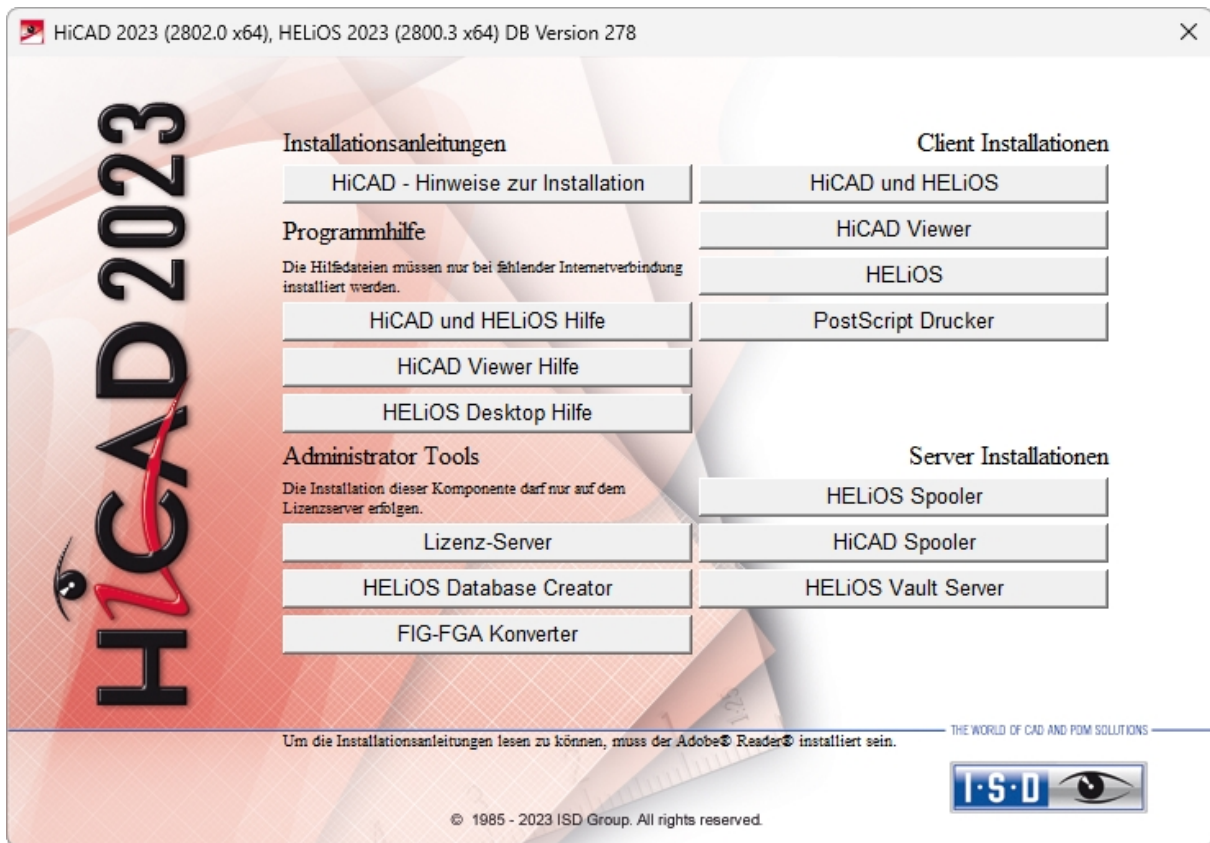 HiCAD 2023 (2802.0 x64), HELiOS 2023 (2800.3 x64) DB Version 278
HiCAD 2023
Installationsanleitungen
HiCAD - Hinweise zur Installation
Programmhilfe
Die Hilfedateien müssen nur bei fehlender Internetverbindung
installiert werden.
HiCAD und HELiOS Hilfe
HiCAD Viewer Hilfe
HELiOS Desktop Hilfe
Administrator Tools
Die Installation dieser Komponente darf nur auf dem
Lizenzserver erfolgen.
Lizenz-Server
HELiOS Database Creator
FIG-FGA Konverter
Client Installationen
HiCAD und HELiOS
HiCAD Viewer
HELiOS
PostScript Drucker
Server Installationen
HELiOS Spooler
HiCAD Spooler
HELiOS Vault Server
1:25
Um die Installationsanleitungen lesen zu können, muss der Adobe® Reader® installiert sein.
THE WORLD OF CAD AND PDM SOLUTIONS
I·S·D
© 1985 - 2023 ISD Group. All rights reserved.